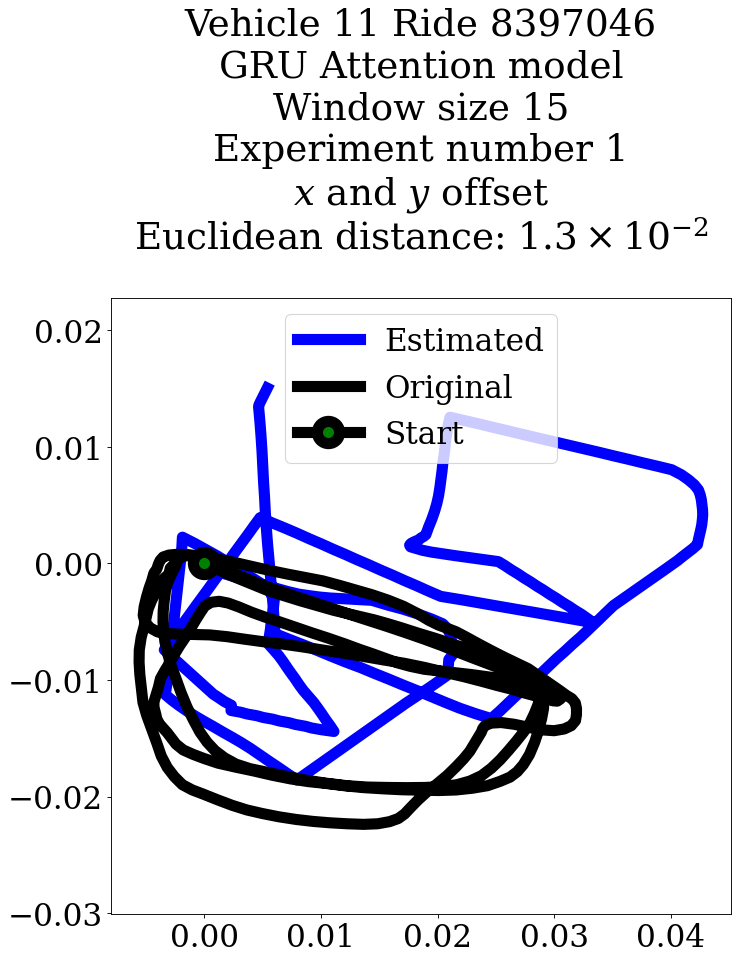 Vehicle 11 Ride 8397046
GRU Attention model
Window size 15
Experiment number 1
x and y offset
Euclidean distance: 1.3 × 10⁻²
Estimated
Original
Start
0.02
0.01
0.00
−0.01
−0.02
−0.03
0.00 0.01 0.02 0.03 0.04